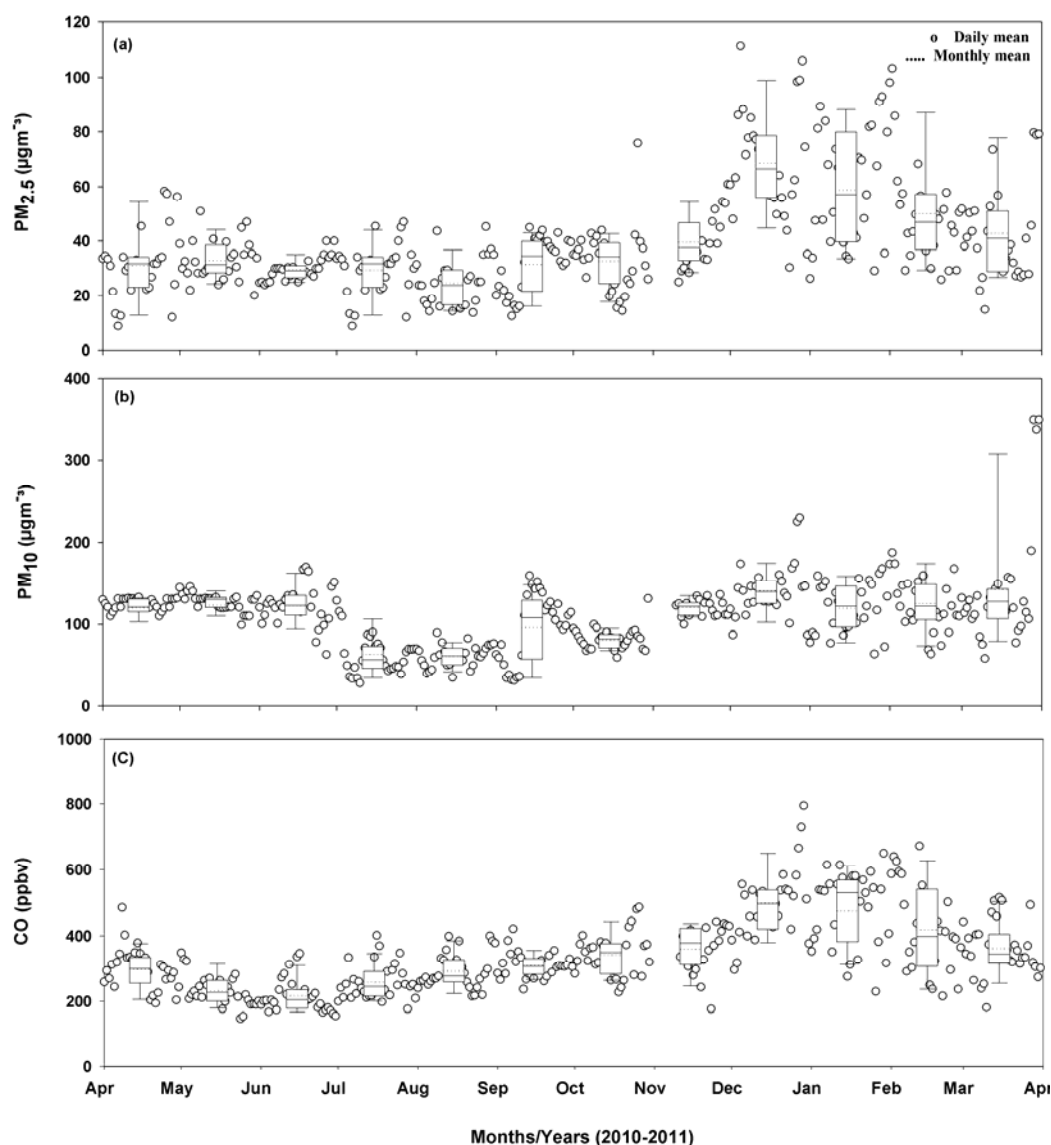 120
100
80
60
40
20
0
(a)
o Daily mean
..... Monthly mean
PM2.5 (µgm⁻³)
400
300
200
100
0
(b)
PM10 (µgm⁻³)
1000
800
600
400
200
0
(C)
CO (ppbv)
Apr May Jun Jul Aug Sep Oct Nov Dec Jan Feb Mar Apr
Months/Years (2010-2011)